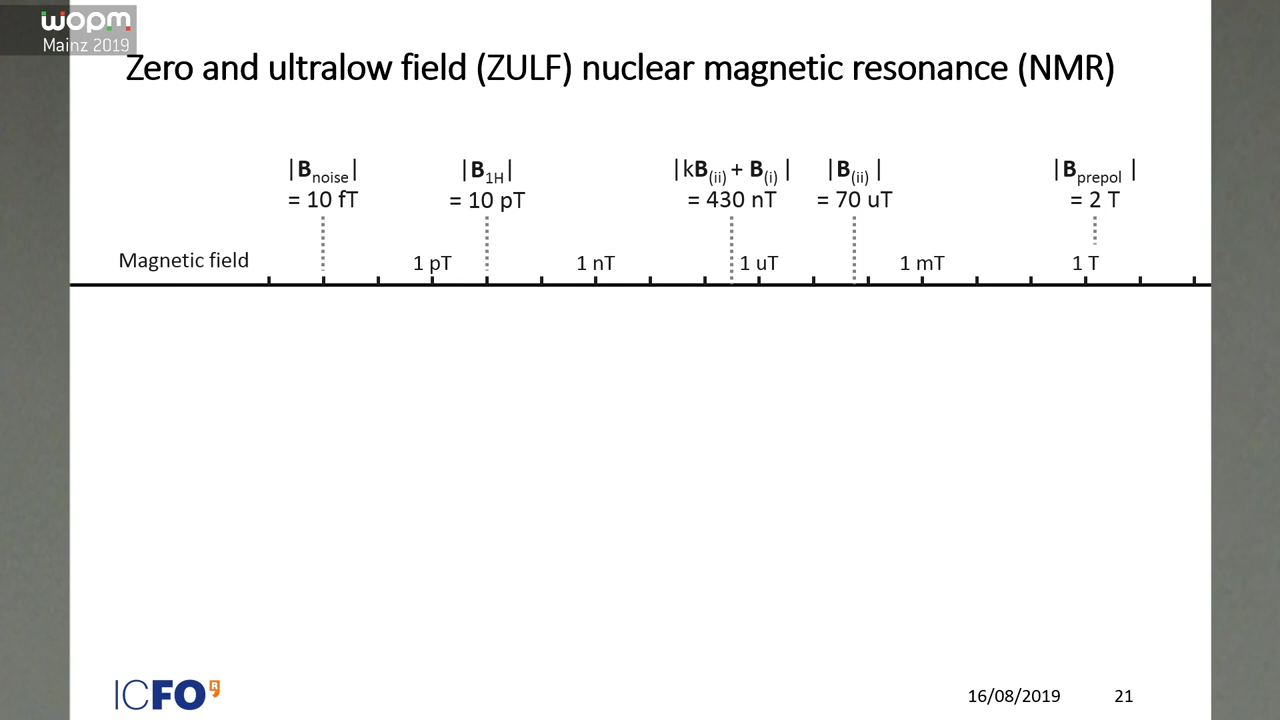 wopm
Mainz 2019
Zero and ultralow field (ZULF) nuclear magnetic resonance (NMR)
|Bnoise| |B1H| |kB(ii) + B(i) | |B(ii) | |Bprepol |
= 10 fT = 10 pT = 430 nT = 70 uT = 2 T
Magnetic field 1 pT 1 nT 1 uT 1 mT 1 T
ICFOR
16/08/2019 21